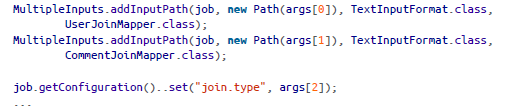 MultipleInputs.addInputPath(job, new Path(args[0]), TextInputFormat.class,
UserJoinMapper.class);
MultipleInputs.addInputPath(job, new Path(args[1]), TextInputFormat.class,
CommentJoinMapper.class);
job.getConfiguration()..set("join.type", args[2]);
...